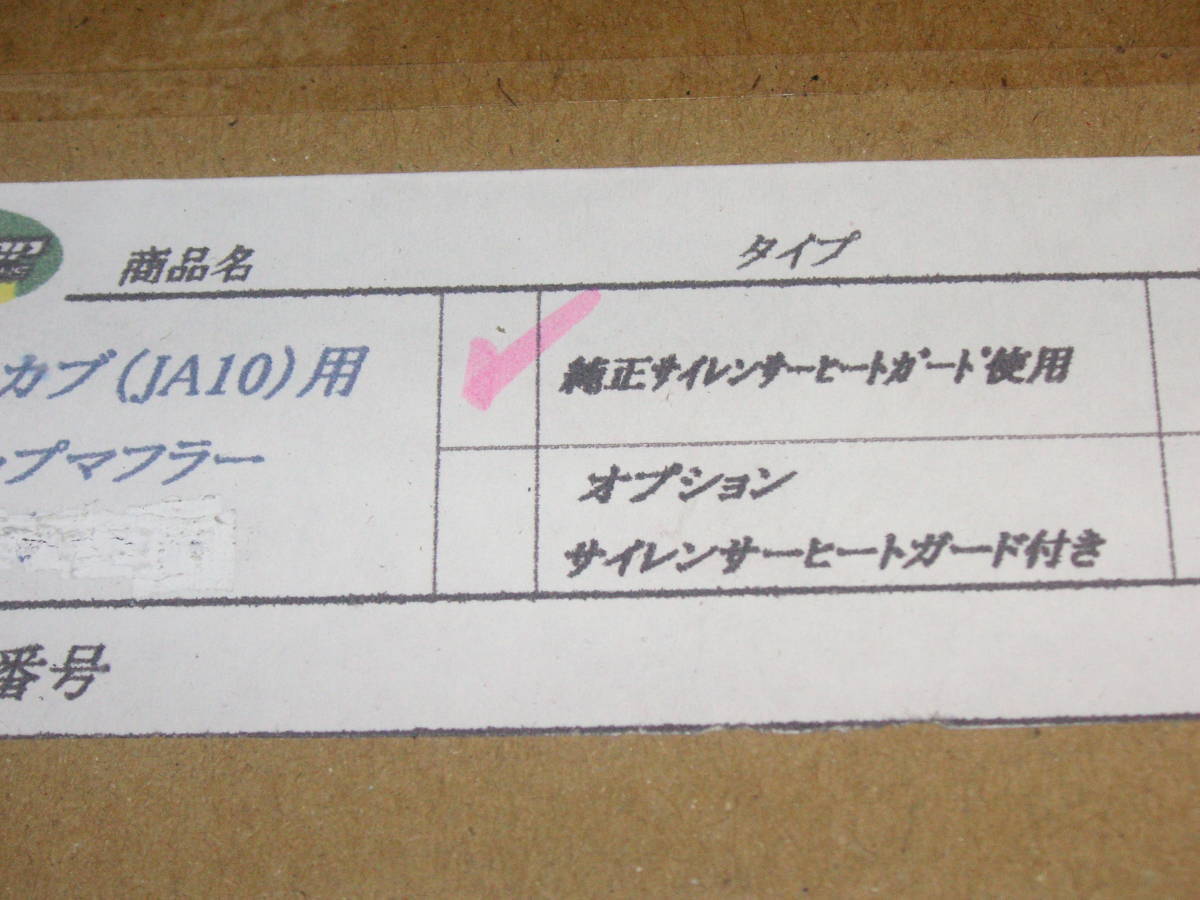 商品名
タイプ
カブ(JA10)用
プマフラー
純正サイレンサーヒートガード使用
オプション
サイレンサーヒートガード付き
番号